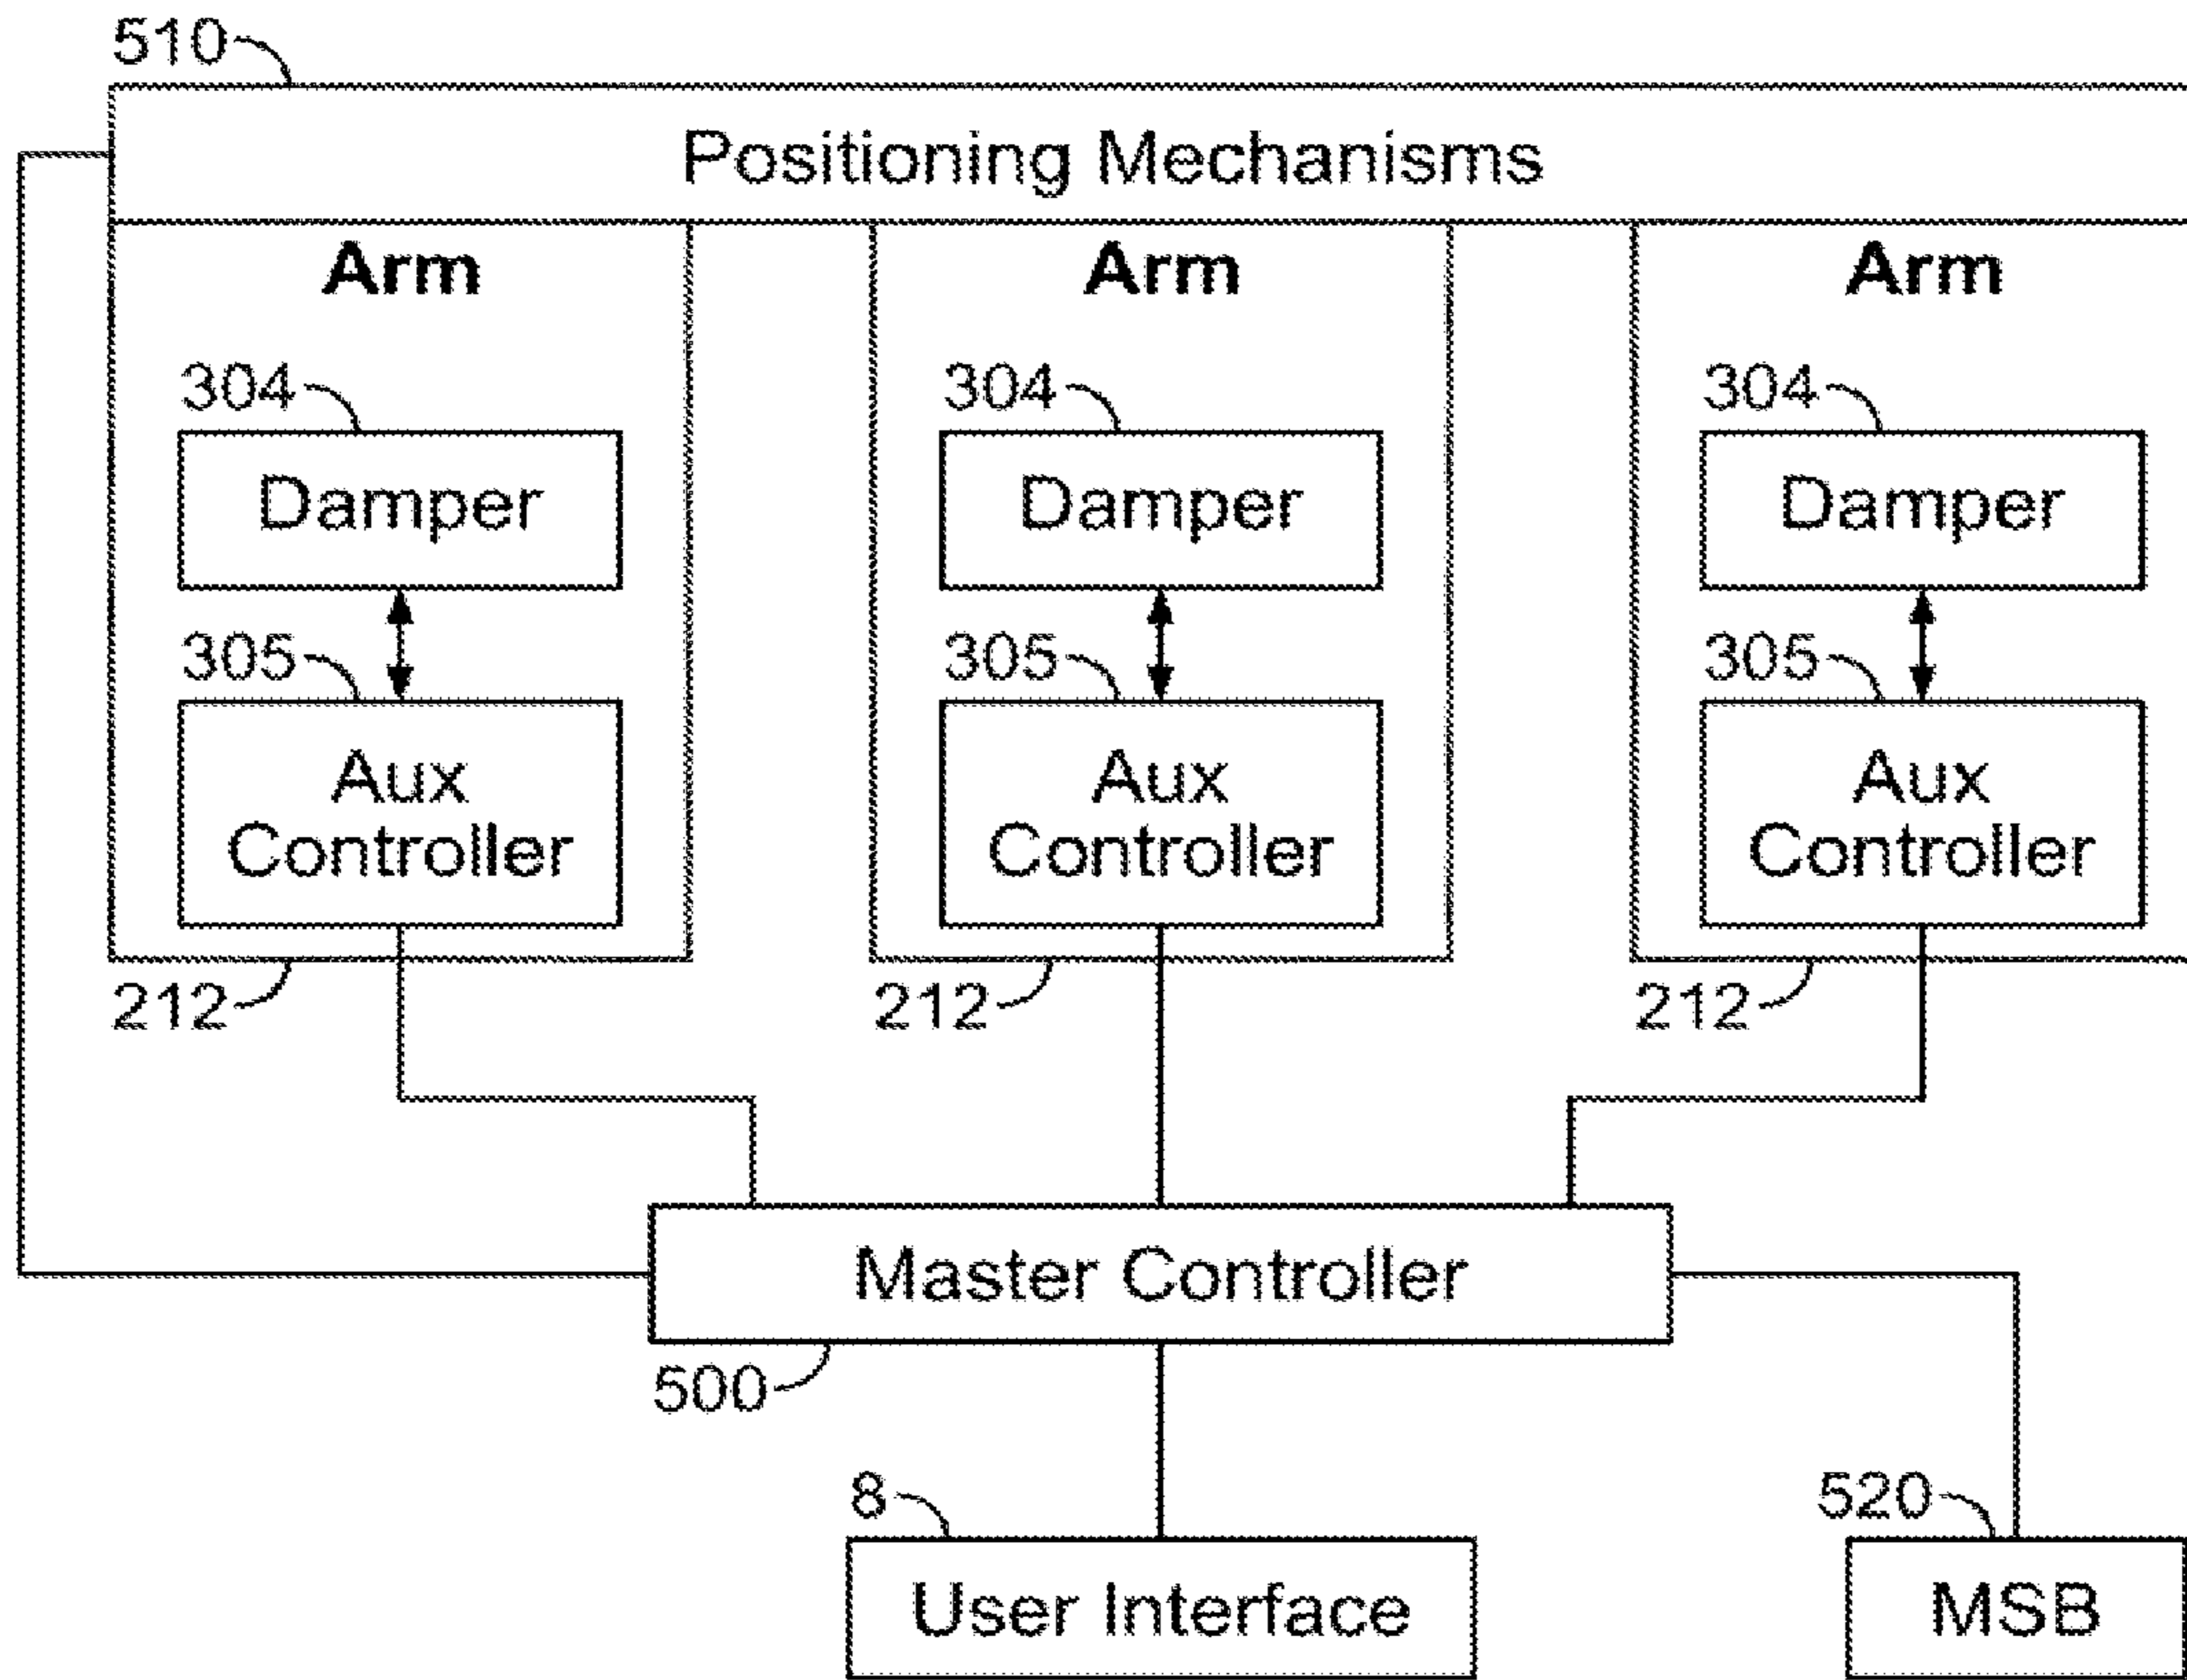 510
Positioning Mechanisms
Arm Arm Arm
304 304 304
Damper Damper Damper
305 305 305
Aux Aux Aux
Controller Controller Controller
212 212 212
Master Controller
500
8 520
User Interface MSB